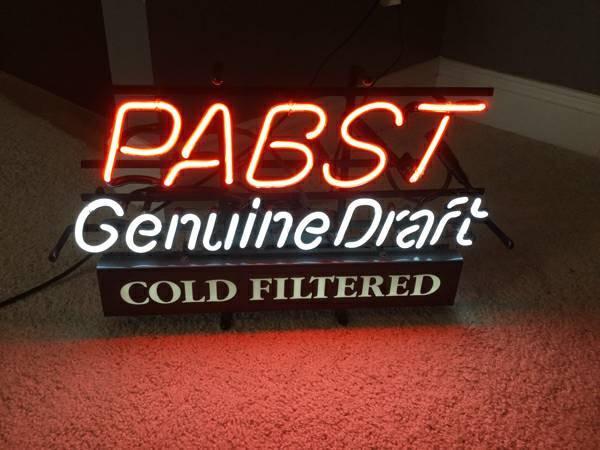 PABST
Genuine Draft
COLD FILTERED